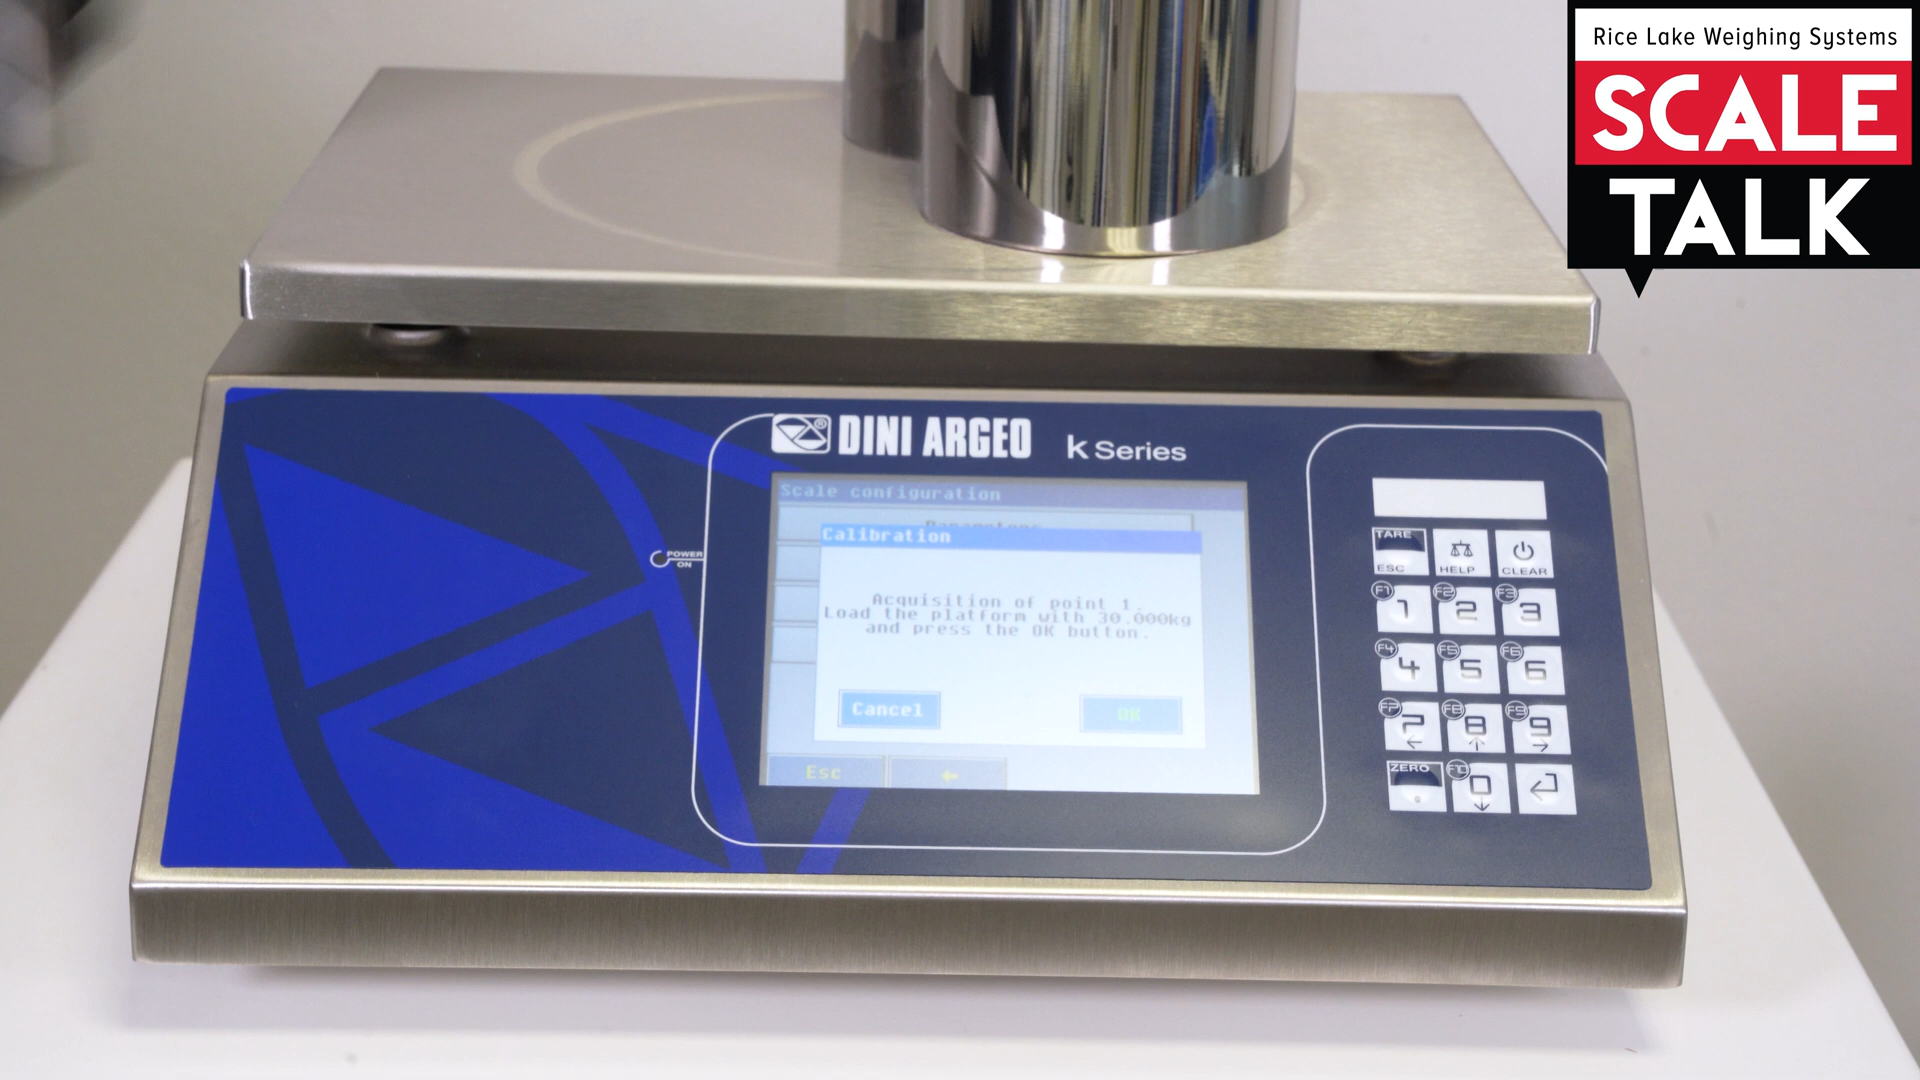 Rice Lake Weighing Systems
SCALE
TALK
DINI ARGEO k Series
Scale configuration
Parameters
Calibration
Acquisition of point 1.
Load the platform with 30.000kg
and press the OK button.
Cancel OK
Esc ←
POWER
ON
TARE
ESC HELP CLEAR
F1 1 F2 2 F3 3
F4 4 F5 5 F6 6
F7 7 F8 8 F9 9
← ↑ →
ZERO F10 0
. ↓